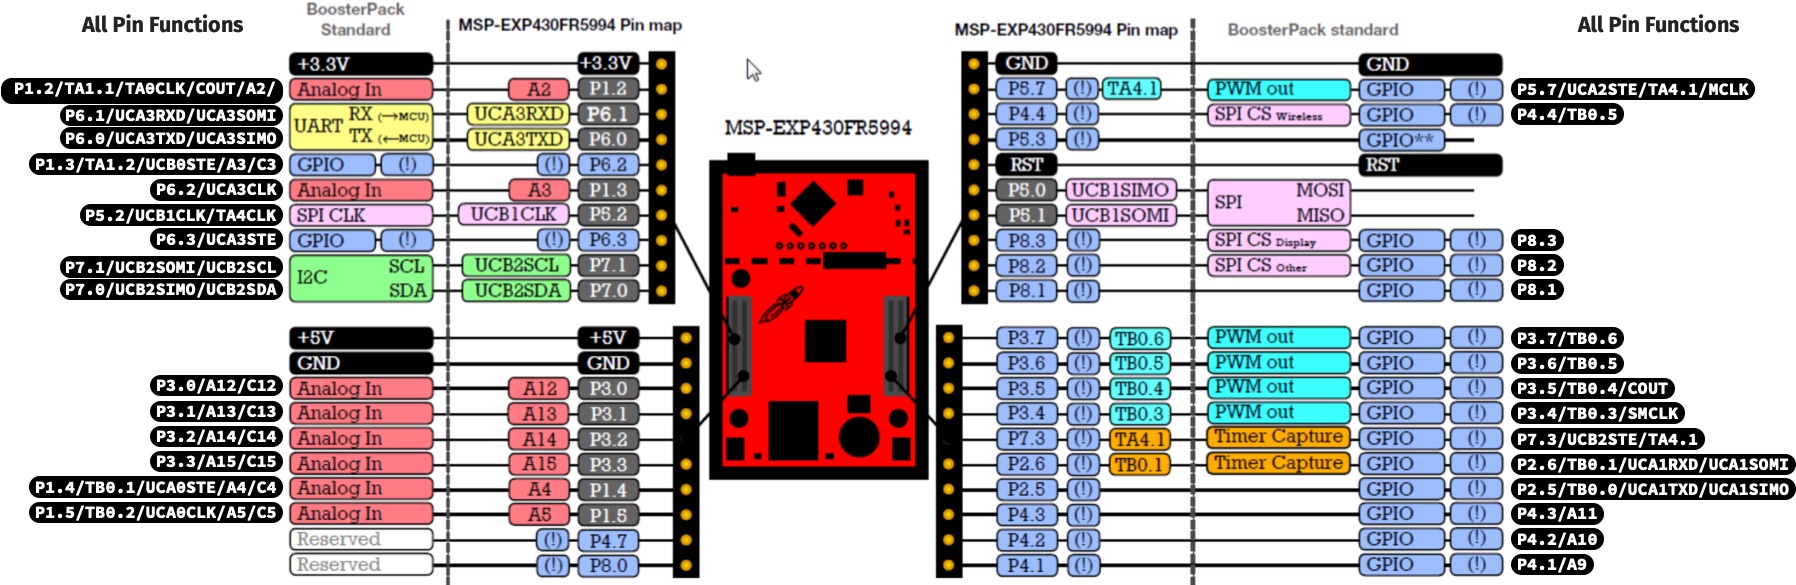 All Pin Functions
BoosterPack
Standard
MSP-EXP430FR5994 Pin map
MSP-EXP430FR5994 Pin map
BoosterPack standard
All Pin Functions
+3.3V +3.3V
P1.2/TA1.1/TA0CLK/COUT/A2/ Analog In A2 P1.2
P6.1/UCA3RXD/UCA3SOMI UART RX (→MCU) UCA3RXD P6.1
P6.0/UCA3TXD/UCA3SIMO TX (←MCU) UCA3TXD P6.0
P1.3/TA1.2/UCB0STE/A3/C3 GPIO (!) (!) P6.2
P6.2/UCA3CLK Analog In A3 P1.3
P5.2/UCB1CLK/TA4CLK SPI CLK UCB1CLK P5.2
P6.3/UCA3STE GPIO (!) (!) P6.3
P7.1/UCB2SOMI/UCB2SCL I2C SCL UCB2SCL P7.1
P7.0/UCB2SIMO/UCB2SDA SDA UCB2SDA P7.0
+5V +5V
GND GND
P3.0/A12/C12 Analog In A12 P3.0
P3.1/A13/C13 Analog In A13 P3.1
P3.2/A14/C14 Analog In A14 P3.2
P3.3/A15/C15 Analog In A15 P3.3
P1.4/TB0.1/UCA0STE/A4/C4 Analog In A4 P1.4
P1.5/TB0.2/UCA0CLK/A5/C5 Analog In A5 P1.5
Reserved (!) P4.7
Reserved (!) P8.0
MSP-EXP430FR5994
GND GND
P5.7 (!) TA4.1 PWM out GPIO (!) P5.7/UCA2STE/TA4.1/MCLK
P4.4 (!) SPI CS Wireless GPIO (!) P4.4/TB0.5
P5.3 (!) GPIO**
RST RST
P5.0 UCB1SIMO SPI MOSI
P5.1 UCB1SOMI MISO
P8.3 (!) SPI CS Display GPIO (!) P8.3
P8.2 (!) SPI CS Other GPIO (!) P8.2
P8.1 (!) GPIO (!) P8.1
P3.7 (!) TB0.6 PWM out GPIO (!) P3.7/TB0.6
P3.6 (!) TB0.5 PWM out GPIO (!) P3.6/TB0.5
P3.5 (!) TB0.4 PWM out GPIO (!) P3.5/TB0.4/COUT
P3.4 (!) TB0.3 PWM out GPIO (!) P3.4/TB0.3/SMCLK
P7.3 (!) TA4.1 Timer Capture GPIO (!) P7.3/UCB2STE/TA4.1
P2.6 (!) TB0.1 Timer Capture GPIO (!) P2.6/TB0.1/UCA1RXD/UCA1SOMI
P2.5 (!) GPIO (!) P2.5/TB0.0/UCA1TXD/UCA1SIMO
P4.3 (!) GPIO (!) P4.3/A11
P4.2 (!) GPIO (!) P4.2/A10
P4.1 (!) GPIO (!) P4.1/A9